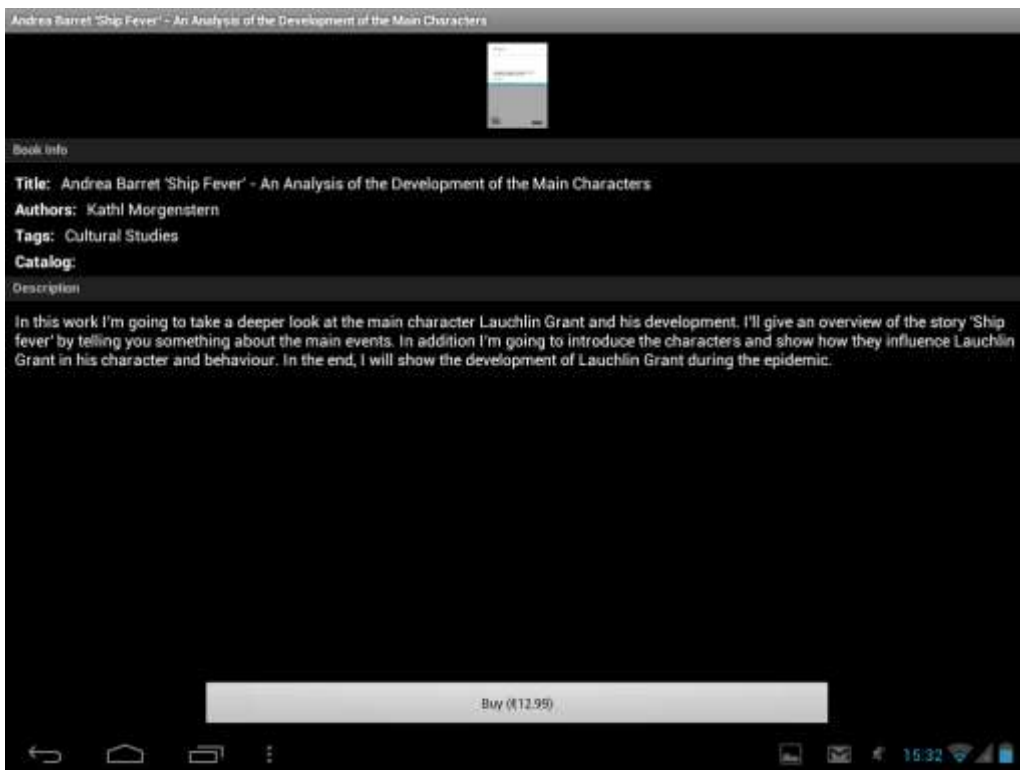 Andrea Barret 'Ship Fever' - An Analysis of the Development of the Main Characters
Book Info
Title: Andrea Barret 'Ship Fever' - An Analysis of the Development of the Main Characters
Authors: Kathl Morgenstern
Tags: Cultural Studies
Catalog:
Description
In this work I'm going to take a deeper look at the main character Lauchlin Grant and his development. I'll give an overview of the story 'Ship
fever' by telling you something about the main events. In addition I'm going to introduce the characters and show how they influence Lauchlin
Grant in his character and behaviour. In the end, I will show the development of Lauchlin Grant during the epidemic.
Buy (€12.99)
15:32